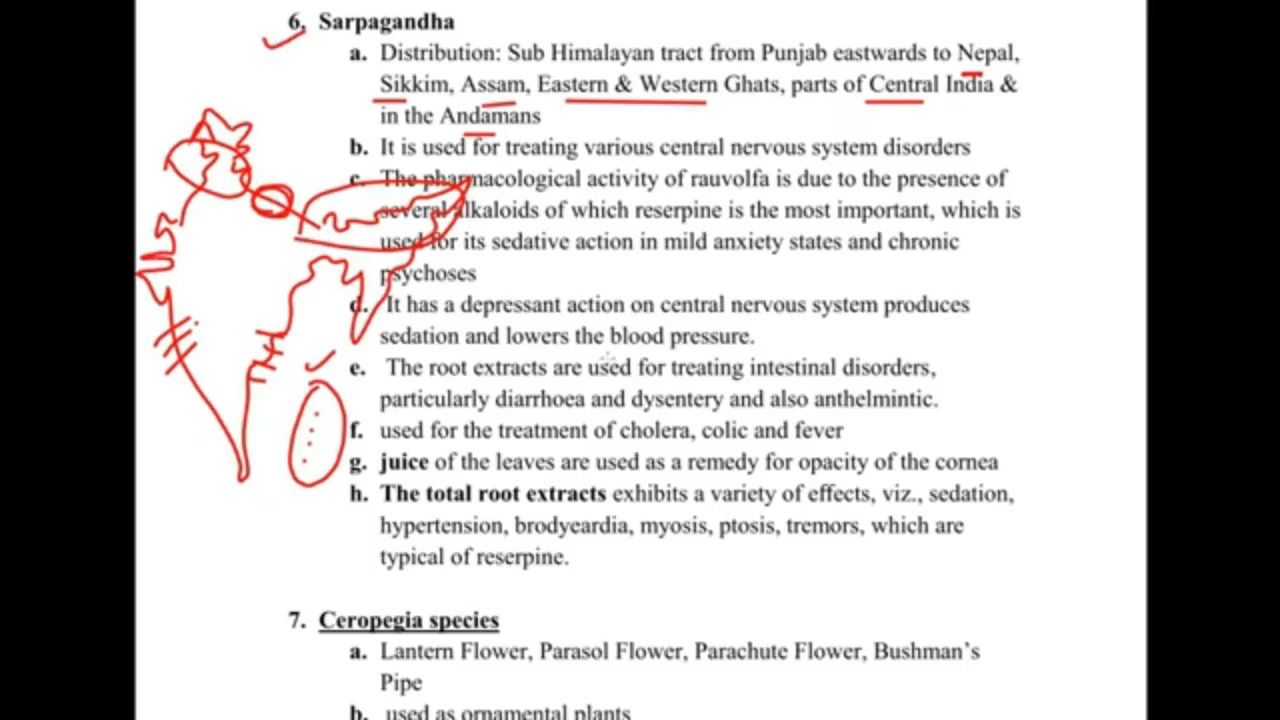 6. Sarpagandha
a. Distribution: Sub Himalayan tract from Punjab eastwards to Nepal,
Sikkim, Assam, Eastern & Western Ghats, parts of Central India &
in the Andamans
b. It is used for treating various central nervous system disorders
c. The pharmacological activity of rauvolfa is due to the presence of
several alkaloids of which reserpine is the most important, which is
used for its sedative action in mild anxiety states and chronic
psychoses
d. It has a depressant action on central nervous system produces
sedation and lowers the blood pressure.
e. The root extracts are used for treating intestinal disorders,
particularly diarrhoea and dysentery and also anthelmintic.
f. used for the treatment of cholera, colic and fever
g. juice of the leaves are used as a remedy for opacity of the cornea
h. The total root extracts exhibits a variety of effects, viz., sedation,
hypertension, brodyeardia, myosis, ptosis, tremors, which are
typical of reserpine.
7. Ceropegia species
a. Lantern Flower, Parasol Flower, Parachute Flower, Bushman's
Pipe
b. used as ornamental plants